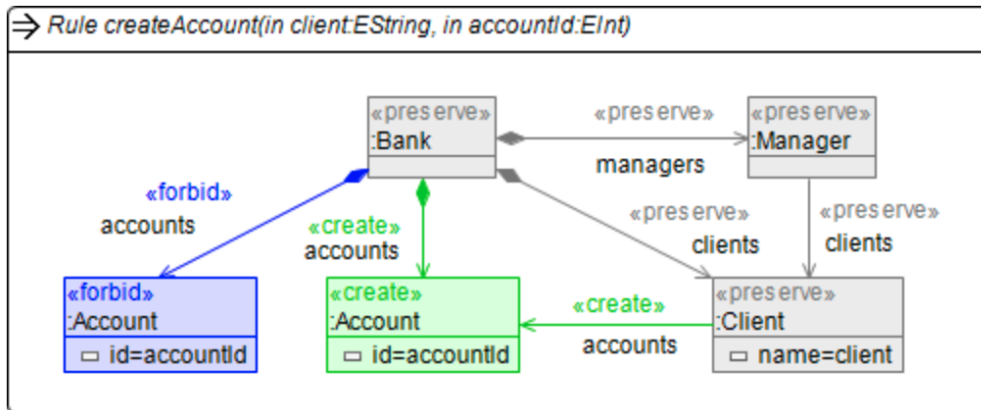 Rule createAccount(in client:EString, in accountId:EInt)
«preserve»
:Bank
«preserve»
managers
«preserve»
:Manager
«forbid»
accounts
«create»
accounts
«preserve»
clients
«preserve»
clients
«forbid»
:Account
id=accountId
«create»
:Account
id=accountId
«create»
accounts
«preserve»
:Client
name=client